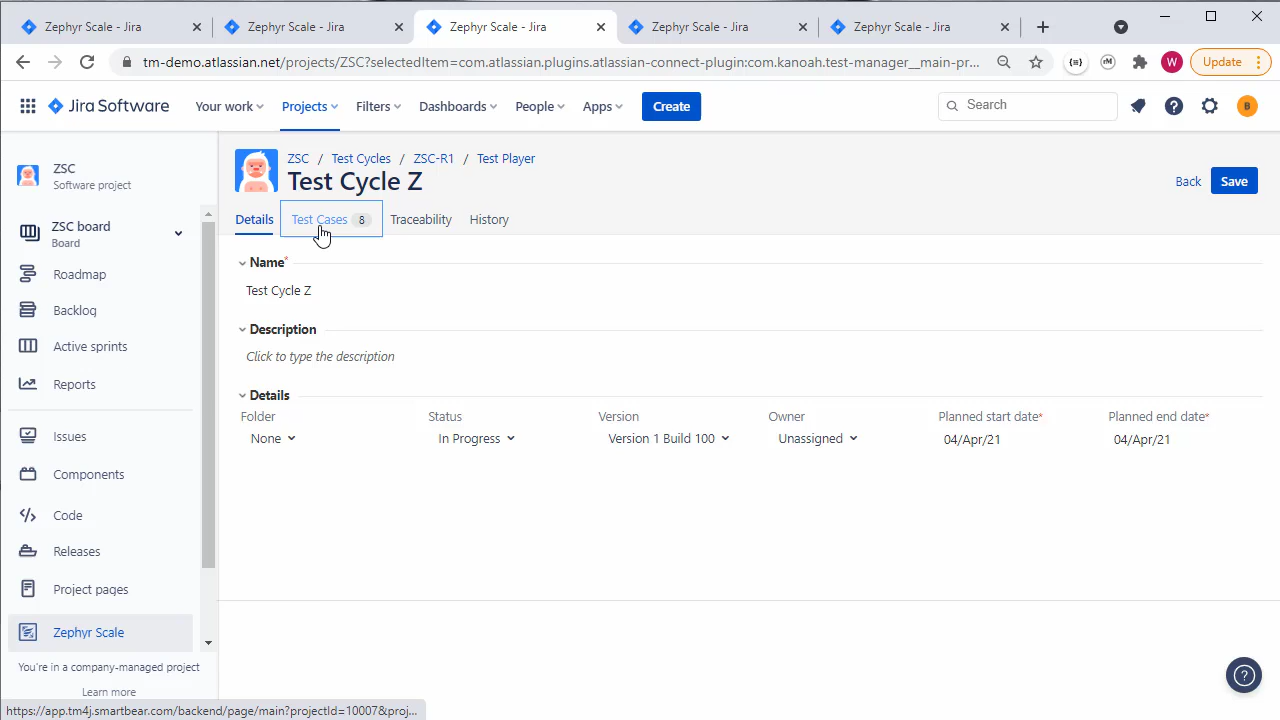 Zephyr Scale - Jira
Zephyr Scale - Jira
Zephyr Scale - Jira
Zephyr Scale - Jira
Zephyr Scale - Jira
tm-demo.atlassian.net/projects/ZSC?selectedItem=com.atlassian.plugins.atlassian-connect-plugin:com.kanoah.test-manager__main-pr...
W
Update
Jira Software
Your work
Projects
Filters
Dashboards
People
Apps
Create
Search
B
ZSC
Software project
ZSC board
Board
Roadmap
Backlog
Active sprints
Reports
Issues
Components
Code
Releases
Project pages
Zephyr Scale
You're in a company-managed project
Learn more
ZSC / Test Cycles / ZSC-R1 / Test Player
Test Cycle Z
Back
Save
Details Test Cases 8 Traceability History
Name*
Test Cycle Z
Description
Click to type the description
Details
Folder Status Version Owner Planned start date* Planned end date*
None In Progress Version 1 Build 100 Unassigned 04/Apr/21 04/Apr/21
https://app.tm4j.smartbear.com/backend/page/main?projectId=10007&proj...